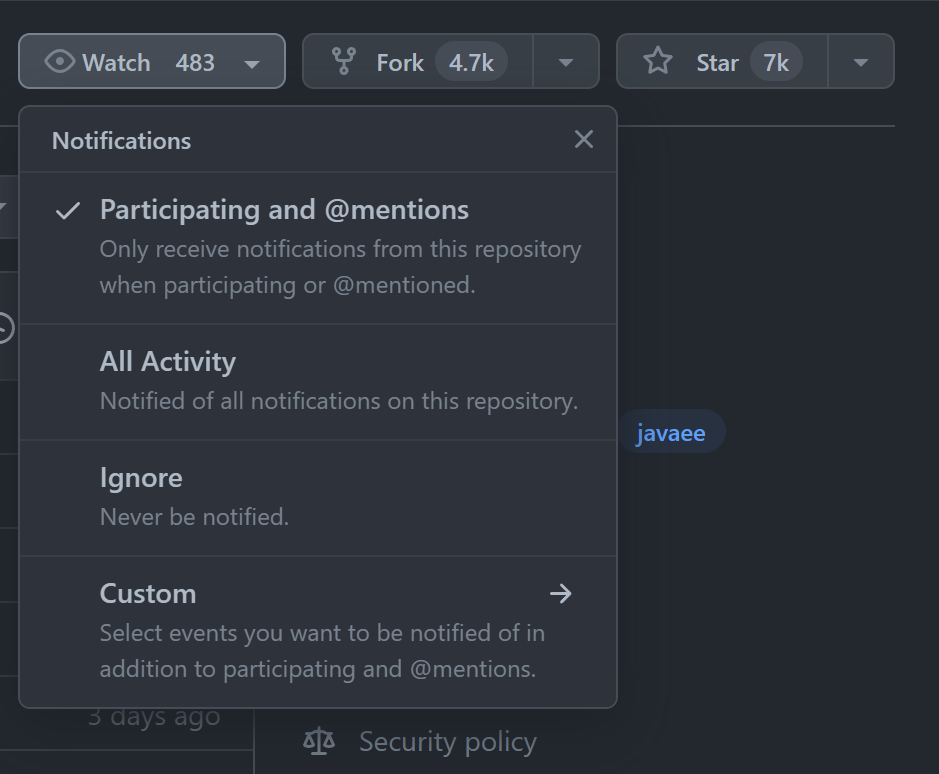 Watch 483 Fork 4.7k Star 7k
Notifications
Participating and @mentions
Only receive notifications from this repository
when participating or @mentioned.
All Activity
Notified of all notifications on this repository.
javaee
Ignore
Never be notified.
Custom
Select events you want to be notified of in
addition to participating and @mentions.
3 days ago
Security policy